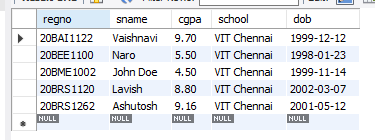 regno sname cgpa school dob
20BAI1122 Vaishnavi 9.70 VIT Chennai 1999-12-12
20BEE1100 Naro 5.50 VIT Chennai 1998-01-23
20BME1002 John Doe 4.50 VIT Chennai 1999-11-14
20BRS1120 Lavish 8.80 VIT Chennai 2002-03-07
20BRS1262 Ashutosh 9.16 VIT Chennai 2001-05-12
NULL NULL NULL NULL NULL